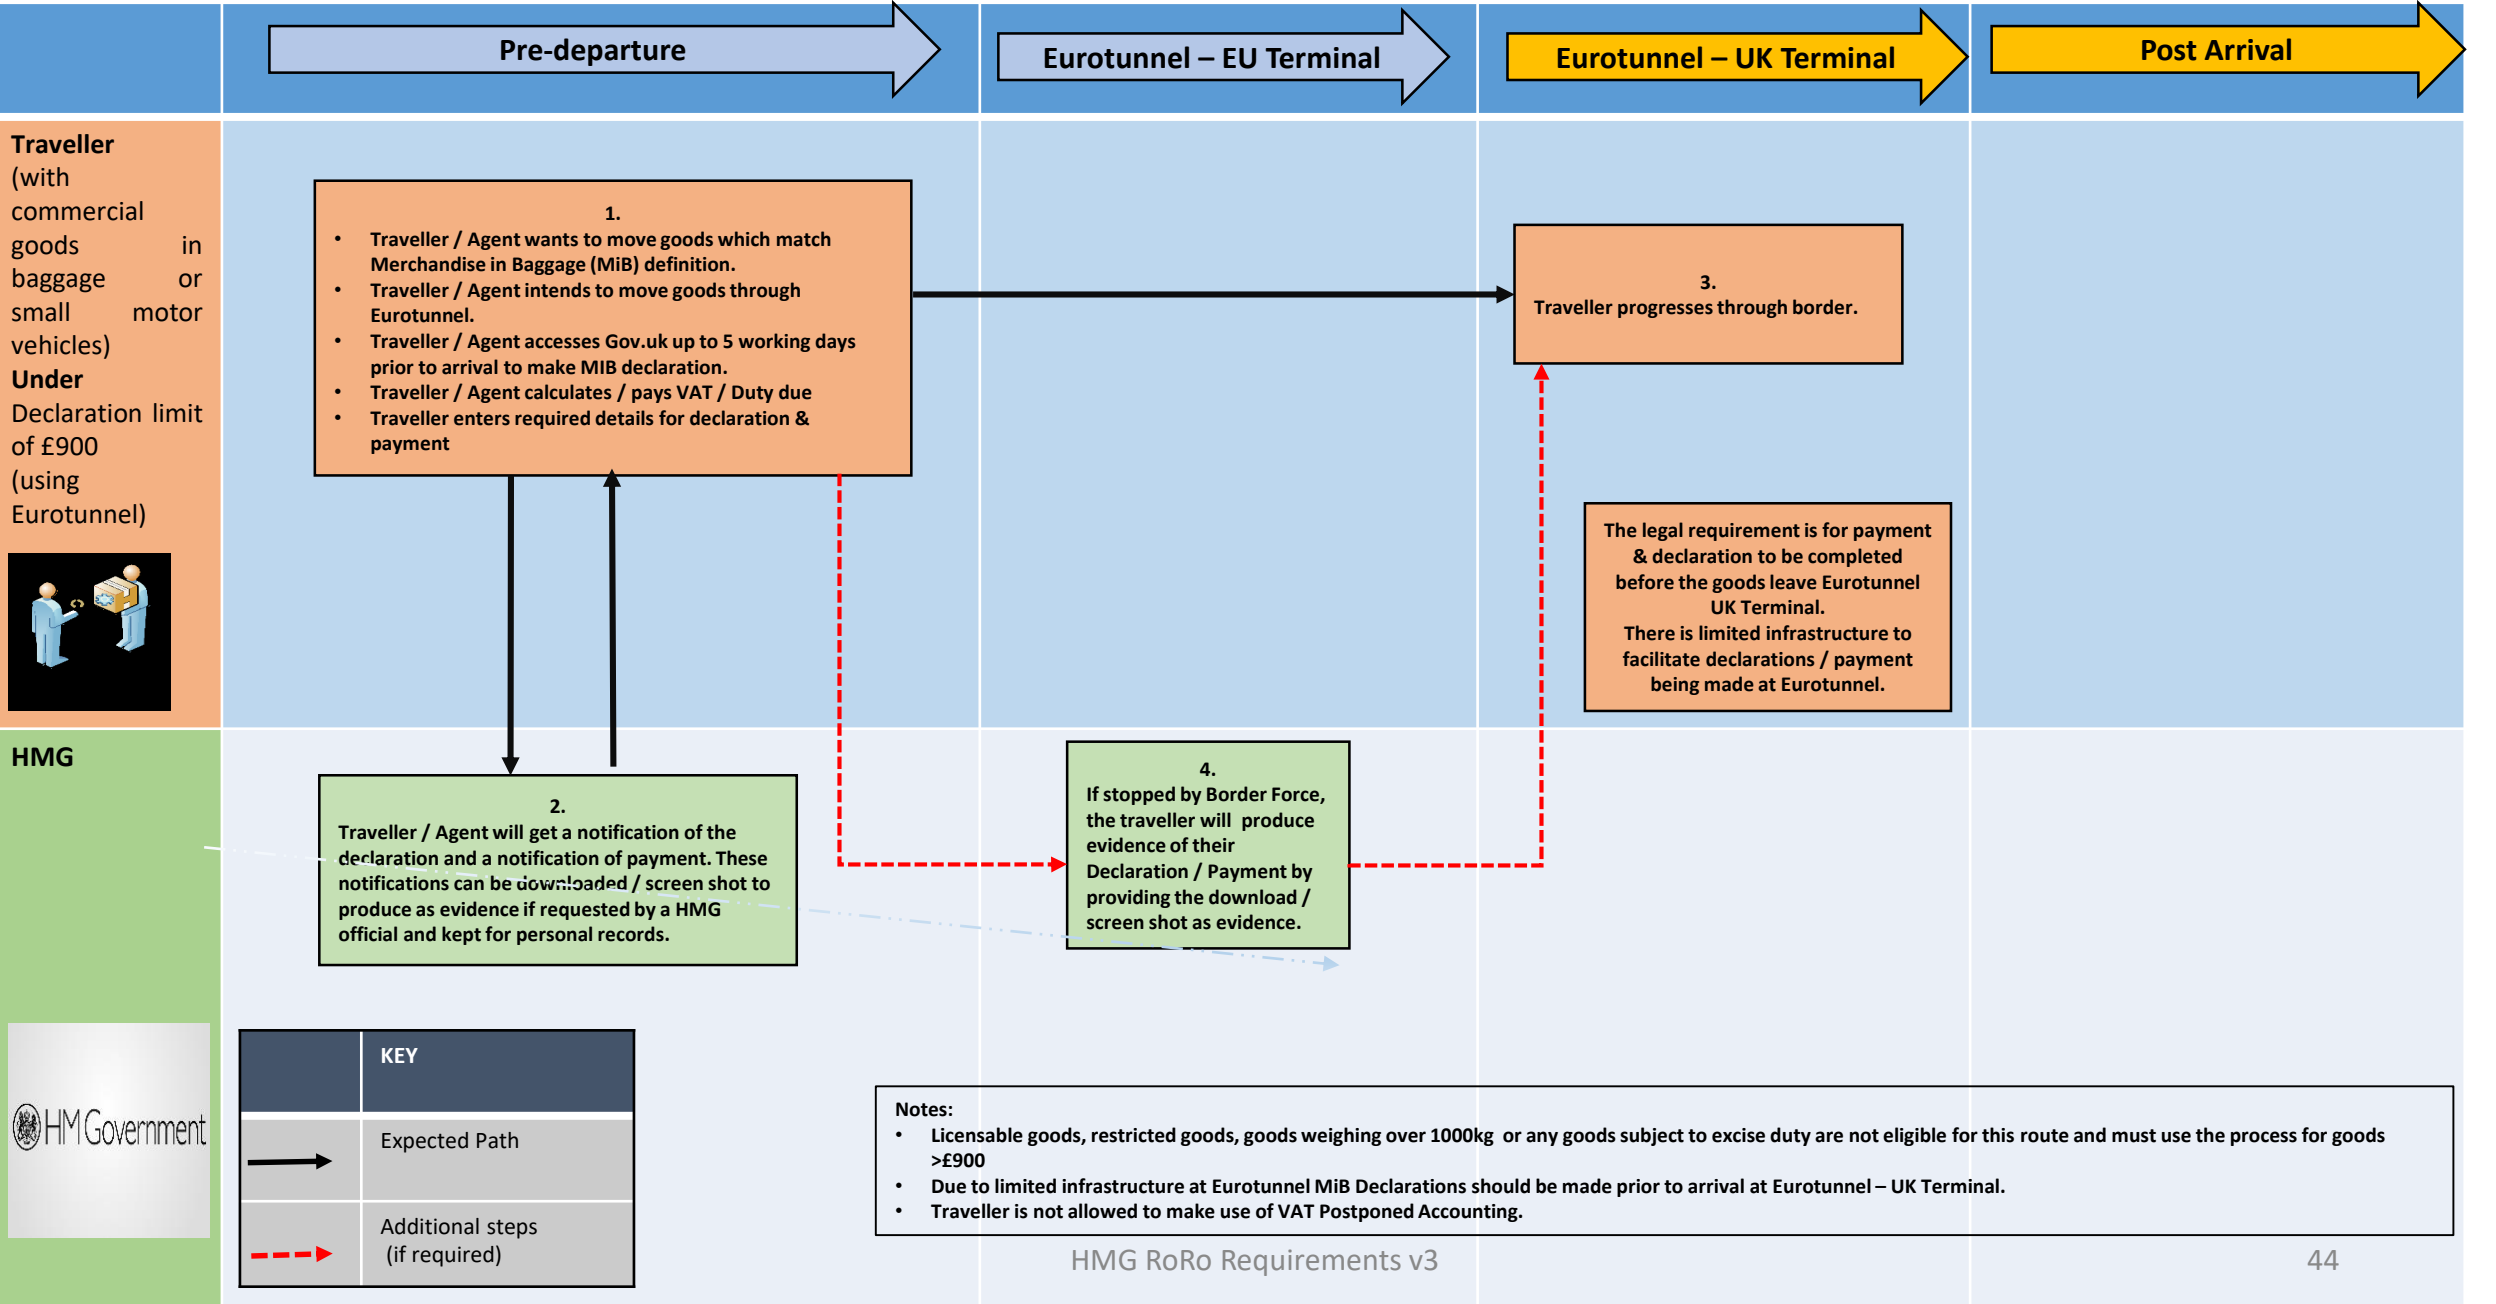 Pre-departure
Eurotunnel – EU Terminal
Eurotunnel – UK Terminal
Post Arrival
Traveller
(with
commercial
goods in
baggage or
small motor
vehicles)
Under
Declaration limit
of £900
(using
Eurotunnel)
1.
• Traveller / Agent wants to move goods which match
Merchandise in Baggage (MiB) definition.
• Traveller / Agent intends to move goods through
Eurotunnel.
• Traveller / Agent accesses Gov.uk up to 5 working days
prior to arrival to make MIB declaration.
• Traveller / Agent calculates / pays VAT / Duty due
• Traveller enters required details for declaration &
payment
3.
Traveller progresses through border.
The legal requirement is for payment
& declaration to be completed
before the goods leave Eurotunnel
UK Terminal.
There is limited infrastructure to
facilitate declarations / payment
being made at Eurotunnel.
HMG
2.
Traveller / Agent will get a notification of the
declaration and a notification of payment. These
notifications can be downloaded / screen shot to
produce as evidence if requested by a HMG
official and kept for personal records.
4.
If stopped by Border Force,
the traveller will produce
evidence of their
Declaration / Payment by
providing the download /
screen shot as evidence.
HM Government
KEY
Expected Path
Additional steps
(if required)
Notes:
• Licensable goods, restricted goods, goods weighing over 1000kg or any goods subject to excise duty are not eligible for this route and must use the process for goods
>£900
• Due to limited infrastructure at Eurotunnel MiB Declarations should be made prior to arrival at Eurotunnel – UK Terminal.
• Traveller is not allowed to make use of VAT Postponed Accounting.
HMG RoRo Requirements v3
44